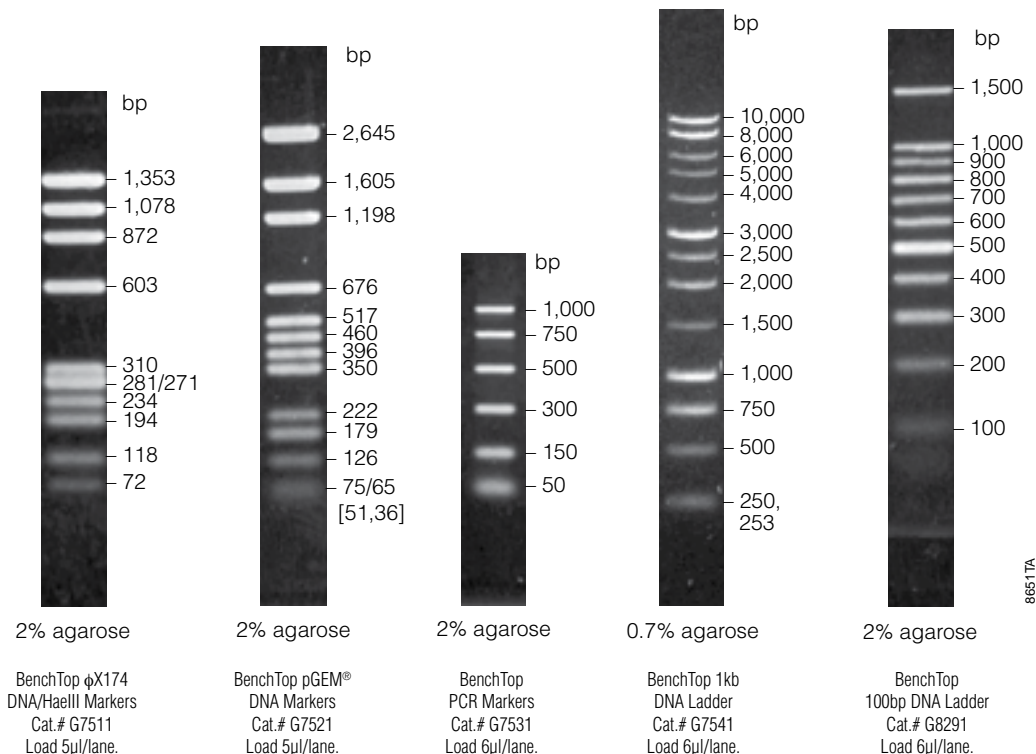 bp
1,353
1,078
872
603
310
281/271
234
194
118
72
2% agarose
BenchTop ϕX174
DNA/HaeIII Markers
Cat.# G7511
Load 5µl/lane.
bp
2,645
1,605
1,198
676
517
460
396
350
222
179
126
75/65
[51,36]
2% agarose
BenchTop pGEM®
DNA Markers
Cat.# G7521
Load 5µl/lane.
bp
1,000
750
500
300
150
50
2% agarose
BenchTop
PCR Markers
Cat.# G7531
Load 6µl/lane.
bp
10,000
8,000
6,000
5,000
4,000
3,000
2,500
2,000
1,500
1,000
750
500
250,
253
0.7% agarose
BenchTop 1kb
DNA Ladder
Cat.# G7541
Load 6µl/lane.
bp
1,500
1,000
900
800
700
600
500
400
300
200
100
2% agarose
BenchTop
100bp DNA Ladder
Cat.# G8291
Load 6µl/lane.
8651TA